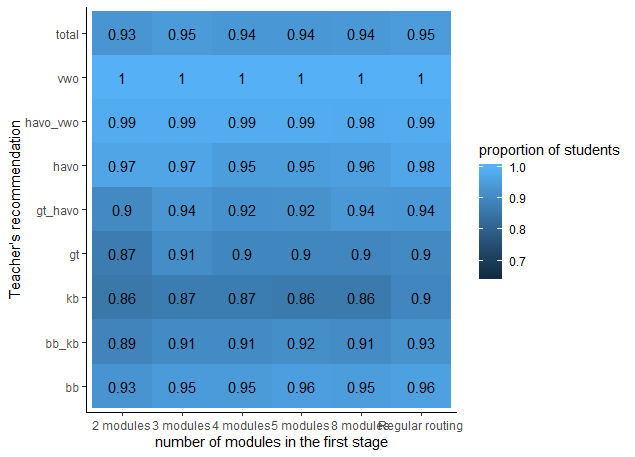 total 0.93 0.95 0.94 0.94 0.94 0.95
vwo 1 1 1 1 1 1
havo_vwo 0.99 0.99 0.99 0.99 0.98 0.99
havo 0.97 0.97 0.95 0.95 0.96 0.98
gt_havo 0.9 0.94 0.92 0.92 0.94 0.94
gt 0.87 0.91 0.9 0.9 0.9 0.9
kb 0.86 0.87 0.87 0.86 0.86 0.9
bb_kb 0.89 0.91 0.91 0.92 0.91 0.93
bb 0.93 0.95 0.95 0.96 0.95 0.96
2 modules 3 modules 4 modules 5 modules 8 modules Regular routing
number of modules in the first stage
Teacher's recommendation
proportion of students
1.0
0.9
0.8
0.7